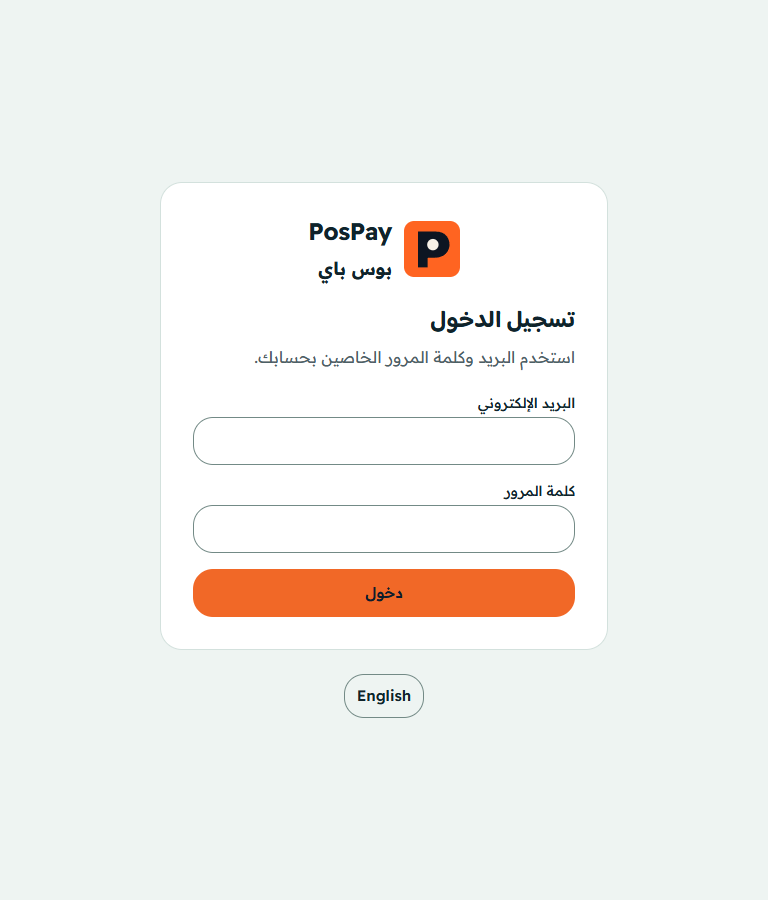 PosPay
بوس باي
تسجيل الدخول
استخدم البريد وكلمة المرور الخاصين بحسابك.
البريد الإلكتروني
كلمة المرور
دخول
English